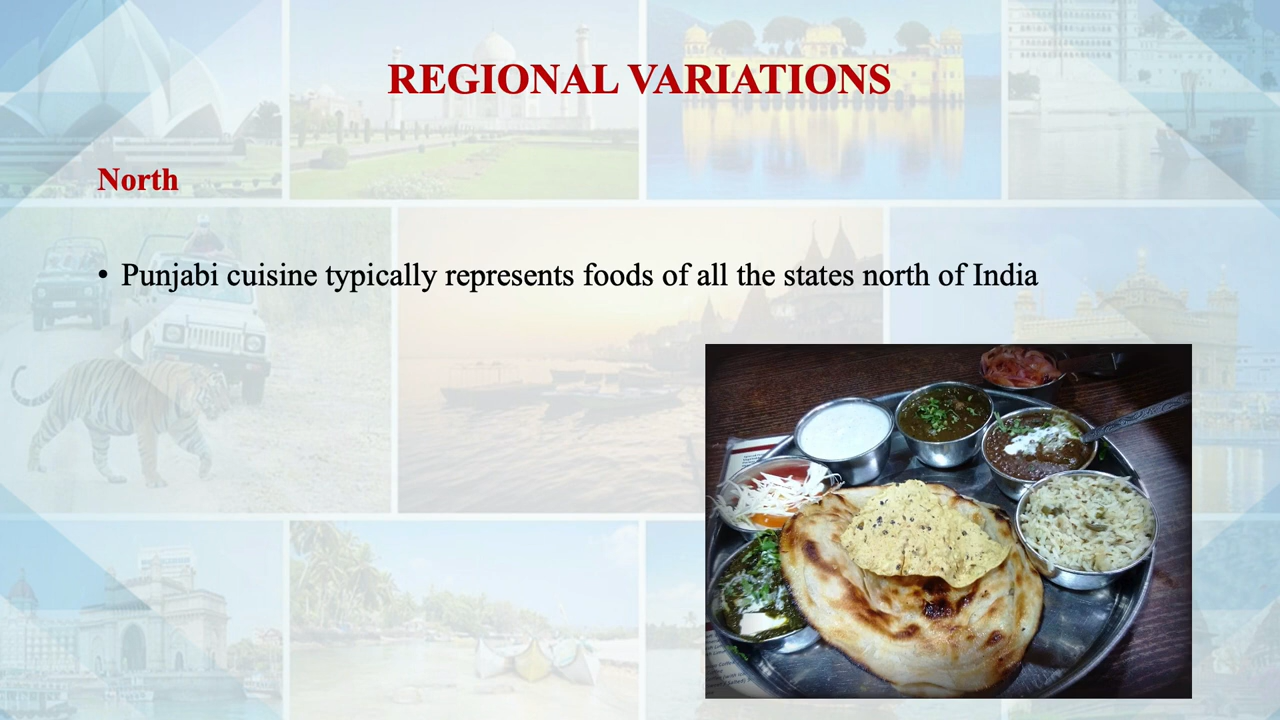 REGIONAL VARIATIONS
North
• Punjabi cuisine typically represents foods of all the states north of India